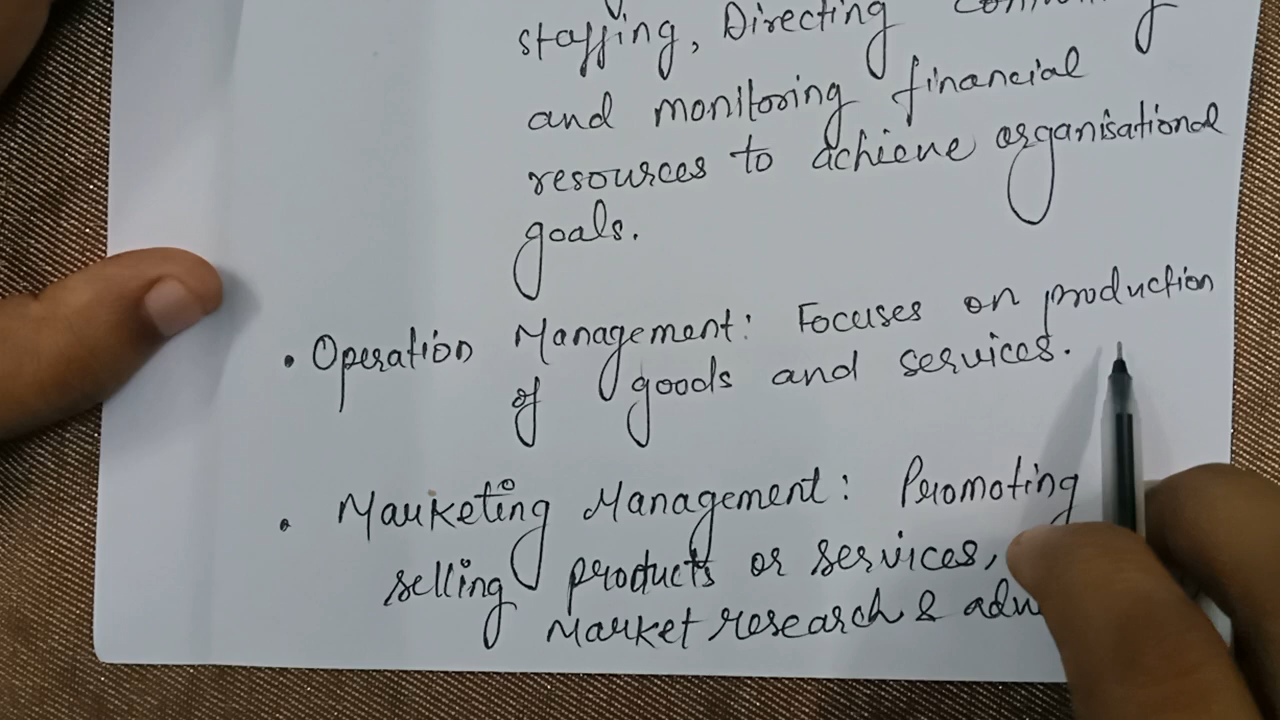 staffing, Directing
and monitoring financial
resources to achieve organisational
goals.
• Operation Management: Focuses on production
of goods and services.
• Marketing Management: Promoting
selling products or services,
Market research &